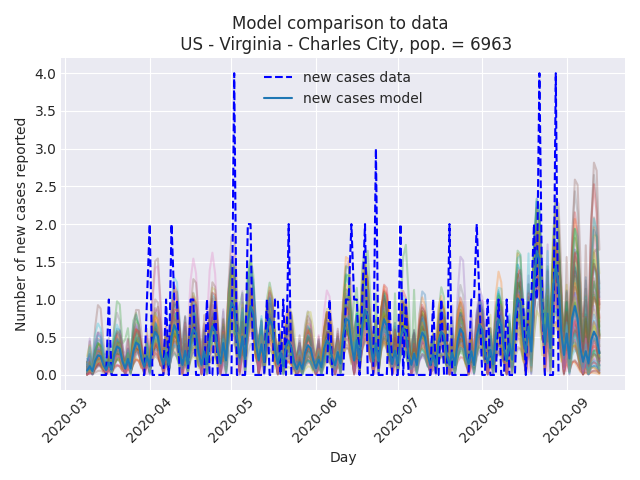 Model comparison to data
US - Virginia - Charles City, pop. = 6963
new cases data
new cases model
Number of new cases reported
4.0
3.5
3.0
2.5
2.0
1.5
1.0
0.5
0.0
2020-03
2020-04
2020-05
2020-06
2020-07
2020-08
2020-09
Day